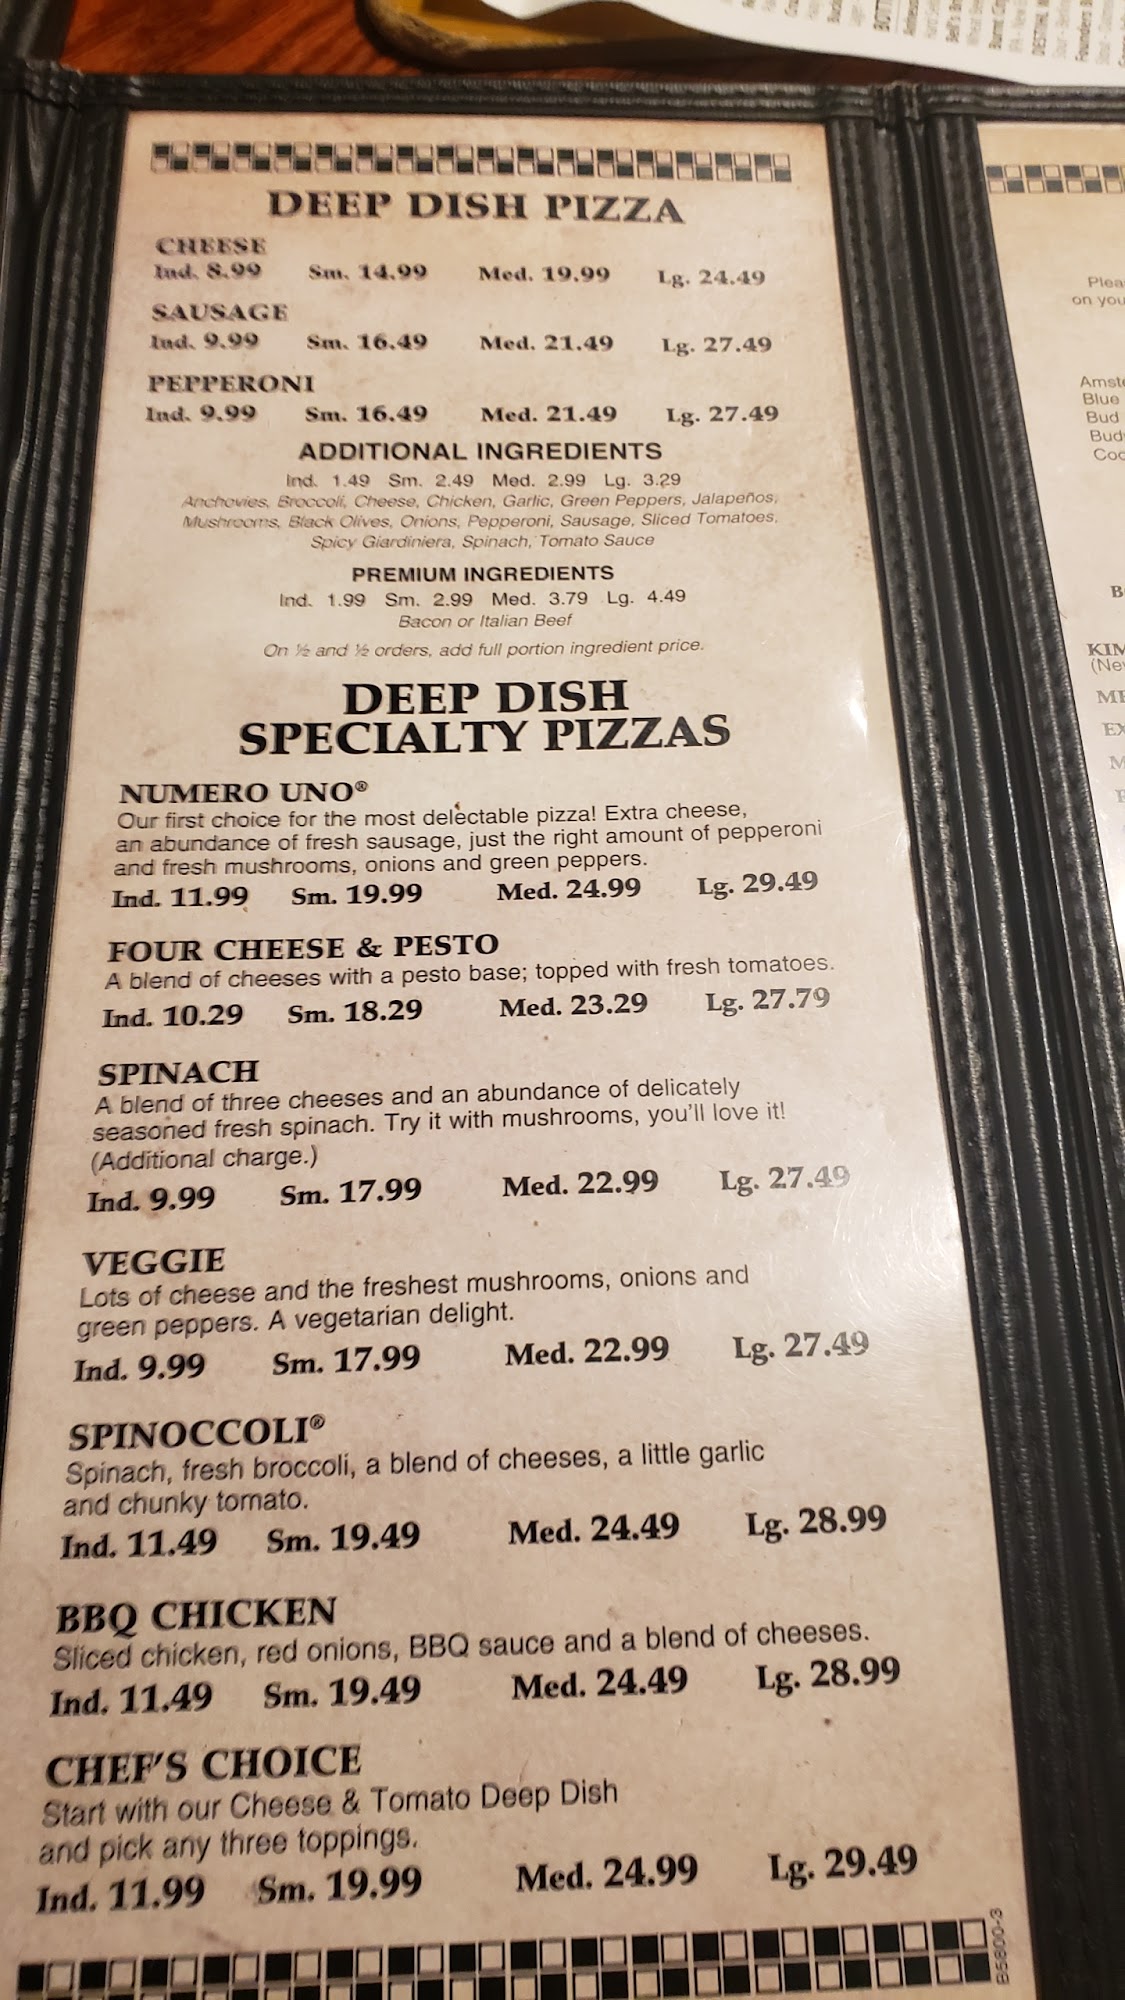 DEEP DISH PIZZA
CHEESE
Ind. 8.99 Sm. 14.99 Med. 19.99 Lg. 24.49
SAUSAGE
Ind. 9.99 Sm. 16.49 Med. 21.49 Lg. 27.49
PEPPERONI
Ind. 9.99 Sm. 16.49 Med. 21.49 Lg. 27.49
ADDITIONAL INGREDIENTS
Ind. 1.49 Sm. 2.49 Med. 2.99 Lg. 3.29
Anchovies, Broccoli, Cheese, Chicken, Garlic, Green Peppers, Jalapeños,
Mushrooms, Black Olives, Onions, Pepperoni, Sausage, Sliced Tomatoes,
Spicy Giardiniera, Spinach, Tomato Sauce
PREMIUM INGREDIENTS
Ind. 1.99 Sm. 2.99 Med. 3.79 Lg. 4.49
Bacon or Italian Beef
On ½ and ½ orders, add full portion ingredient price.
DEEP DISH
SPECIALTY PIZZAS
NUMERO UNO®
Our first choice for the most delectable pizza! Extra cheese,
an abundance of fresh sausage, just the right amount of pepperoni
and fresh mushrooms, onions and green peppers.
Ind. 11.99 Sm. 19.99 Med. 24.99 Lg. 29.49
FOUR CHEESE & PESTO
A blend of cheeses with a pesto base; topped with fresh tomatoes.
Ind. 10.29 Sm. 18.29 Med. 23.29 Lg. 27.79
SPINACH
A blend of three cheeses and an abundance of delicately
seasoned fresh spinach. Try it with mushrooms, you'll love it!
(Additional charge.)
Ind. 9.99 Sm. 17.99 Med. 22.99 Lg. 27.49
VEGGIE
Lots of cheese and the freshest mushrooms, onions and
green peppers. A vegetarian delight.
Ind. 9.99 Sm. 17.99 Med. 22.99 Lg. 27.49
SPINOCCOLI®
Spinach, fresh broccoli, a blend of cheeses, a little garlic
and chunky tomato.
Ind. 11.49 Sm. 19.49 Med. 24.49 Lg. 28.99
BBQ CHICKEN
Sliced chicken, red onions, BBQ sauce and a blend of cheeses.
Ind. 11.49 Sm. 19.49 Med. 24.49 Lg. 28.99
CHEF'S CHOICE
Start with our Cheese & Tomato Deep Dish
and pick any three toppings.
Ind. 11.99 Sm. 19.99 Med. 24.99 Lg. 29.49
B5800-3
on you
Blue
Bud